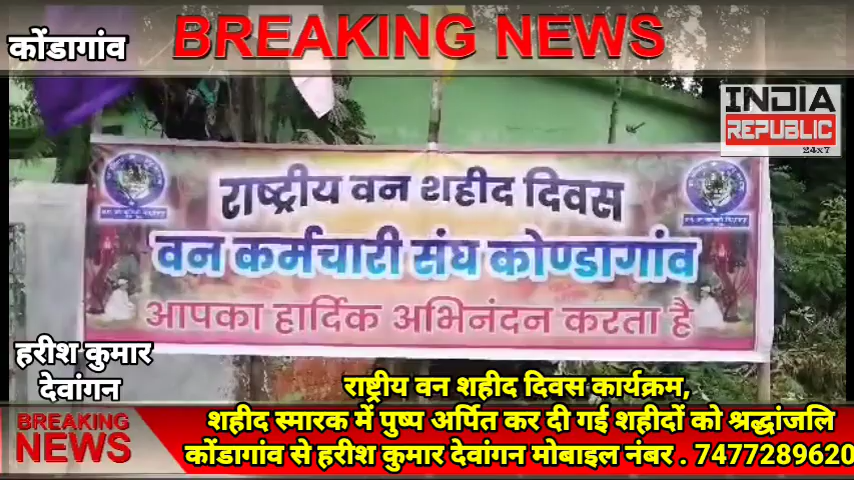 कोंडागांव
BREAKING NEWS
INDIA
REPUBLIC
24x7
राष्ट्रीय वन शहीद दिवस
वन कर्मचारी संघ कोण्डागांव
आपका हार्दिक अभिनंदन करता है
हरीश कुमार
देवांगन
राष्ट्रीय वन शहीद दिवस कार्यक्रम,
BREAKING
NEWS
शहीद स्मारक में पुष्प अर्पित कर दी गई शहीदों को श्रद्धांजलि
कोंडागांव से हरीश कुमार देवांगन मोबाइल नंबर . 7477289620